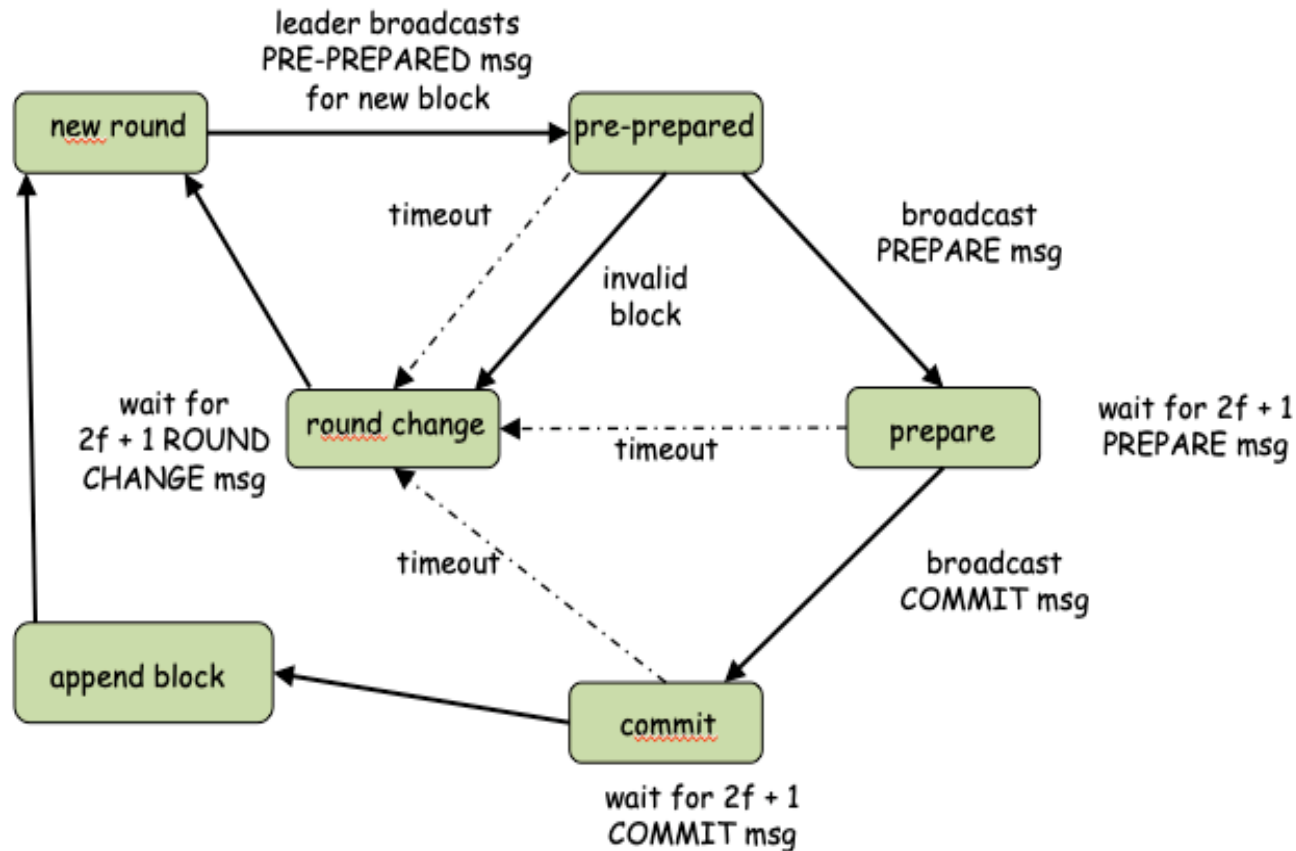 leader broadcasts
PRE-PREPARED msg
for new block
new round
pre-prepared
timeout
broadcast
PREPARE msg
invalid
block
wait for
2f + 1 ROUND
CHANGE msg
round change
timeout
prepare
wait for 2f + 1
PREPARE msg
timeout
broadcast
COMMIT msg
append block
commit
wait for 2f + 1
COMMIT msg